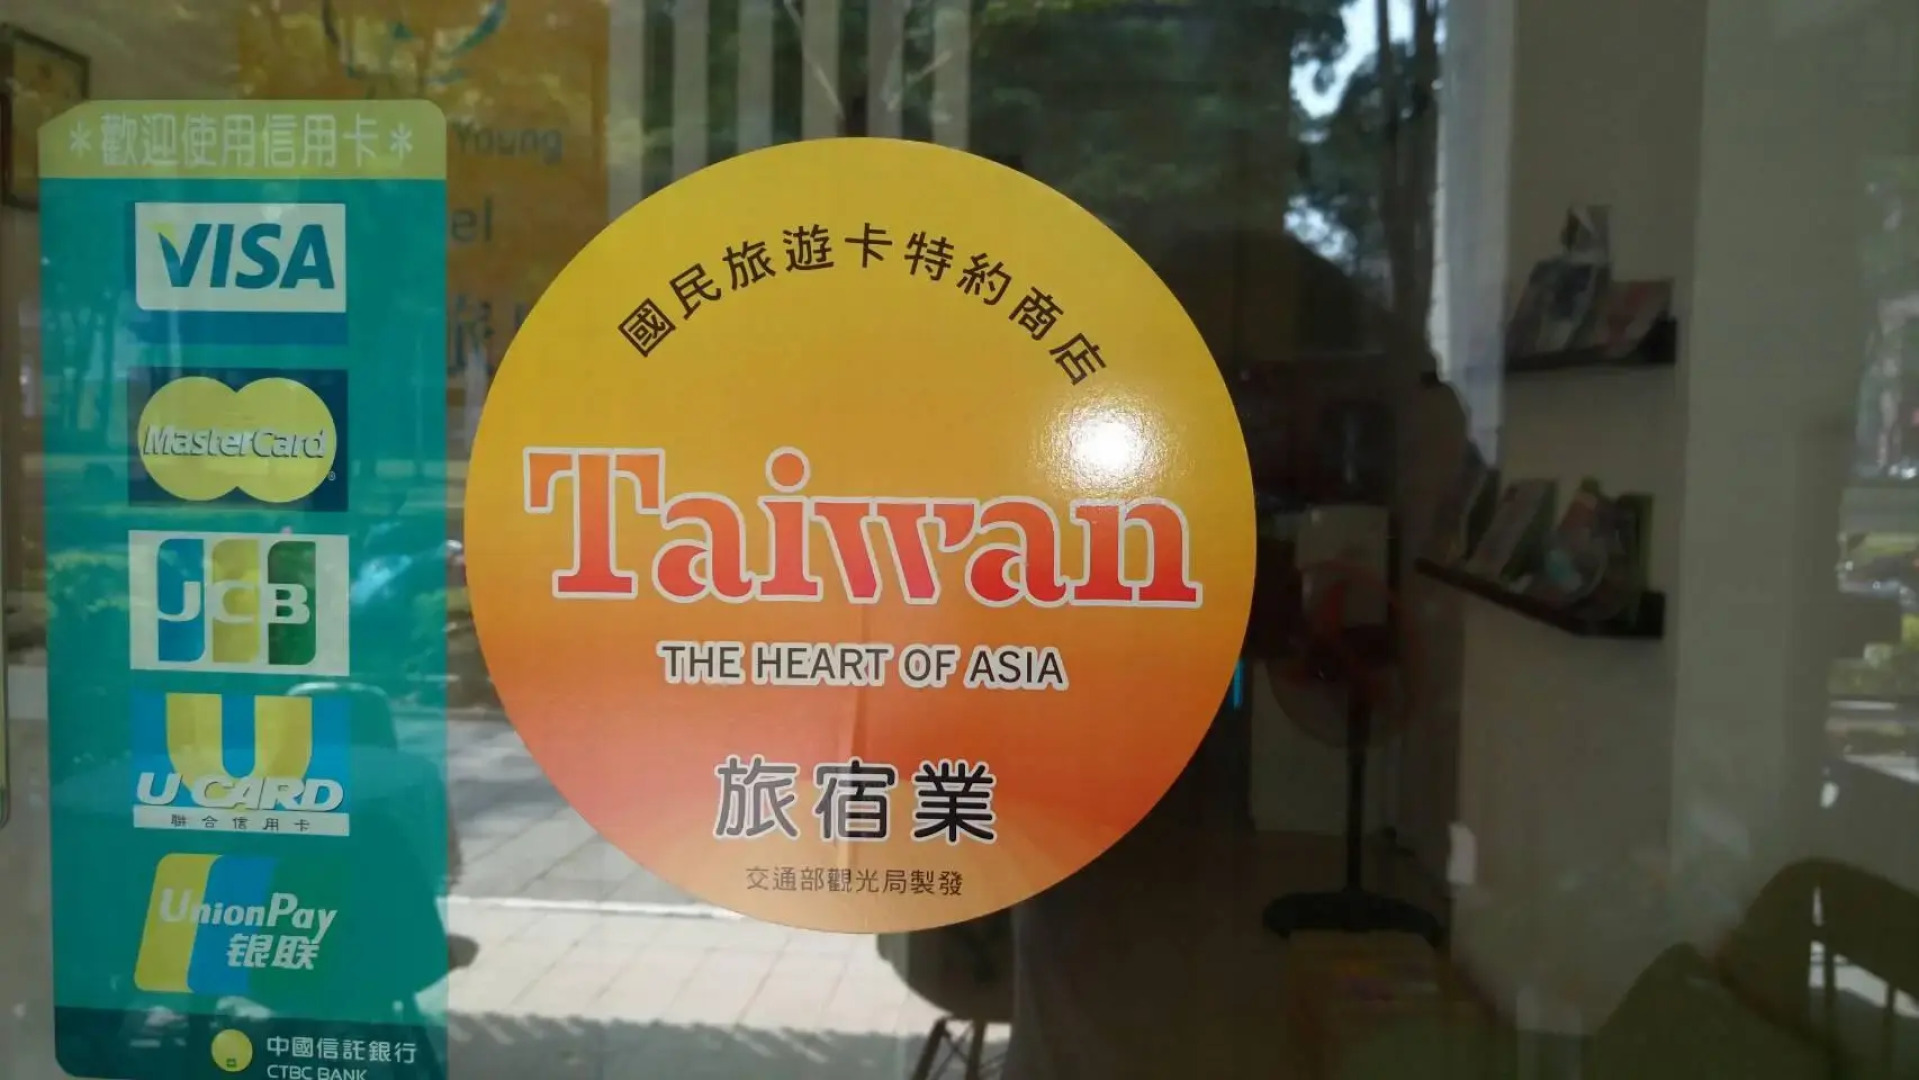 *歡迎使用信用卡*
VISA
MasterCard
JCB
U CARD
聯合信用卡
UnionPay
银联
中國信託銀行
CTBC BANK
Young
el
國民旅遊卡特約商店
Taiwan
THE HEART OF ASIA
旅宿業
交通部觀光局製發